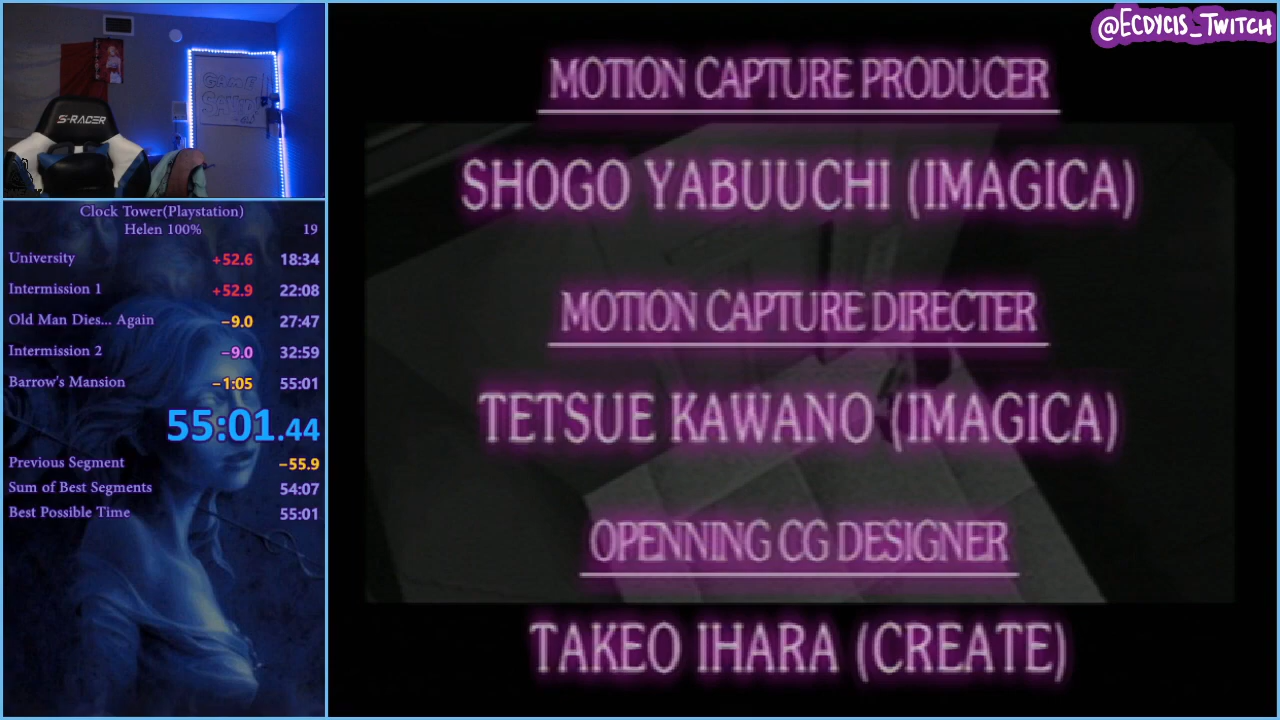 @Ecdycis_Twitch
S-RACER
GAME
Clock Tower(Playstation)
Helen 100% 19
University +52.6 18:34
Intermission 1 +52.9 22:08
Old Man Dies... Again −9.0 27:47
Intermission 2 −9.0 32:59
Barrow's Mansion −1:05 55:01
55:01.44
Previous Segment −55.9
Sum of Best Segments 54:07
Best Possible Time 55:01
MOTION CAPTURE PRODUCER
SHOGO YABUUCHI (IMAGICA)
MOTION CAPTURE DIRECTER
TETSUE KAWANO (IMAGICA)
OPENNING CG DESIGNER
TAKEO IHARA (CREATE)